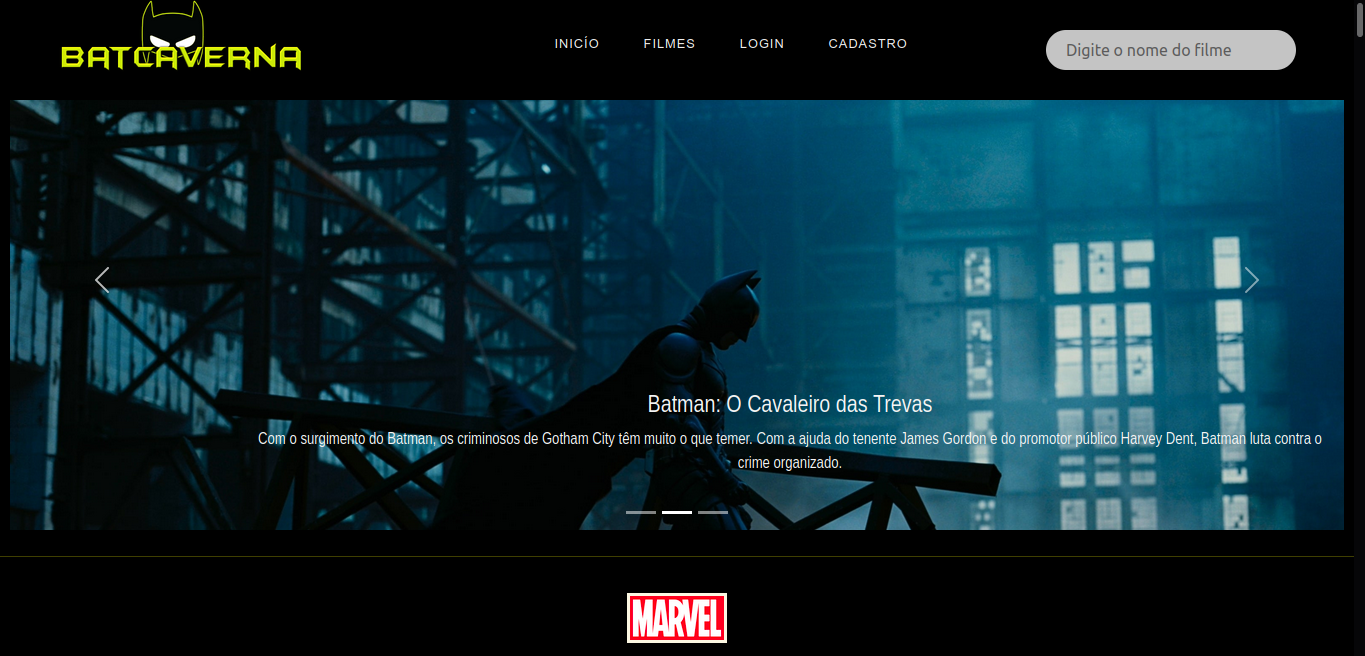 BATCAVERNA
INICÍO
FILMES
LOGIN
CADASTRO
Digite o nome do filme
Batman: O Cavaleiro das Trevas
Com o surgimento do Batman, os criminosos de Gotham City têm muito o que temer. Com a ajuda do tenente James Gordon e do promotor público Harvey Dent, Batman luta contra o
crime organizado.
MARVEL